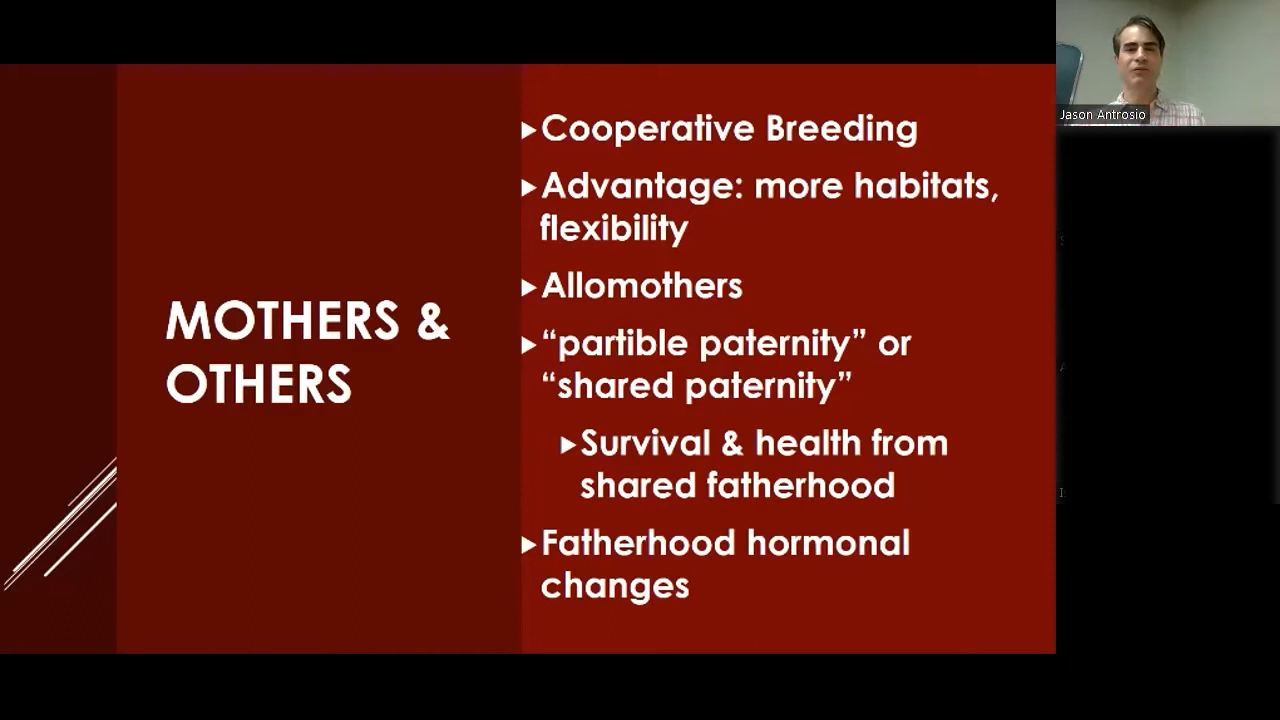 MOTHERS &
OTHERS
▸Cooperative Breeding
▸Advantage: more habitats,
flexibility
▸Allomothers
▸“partible paternity” or
“shared paternity”
▸Survival & health from
shared fatherhood
▸Fatherhood hormonal
changes
Jason Antrosio